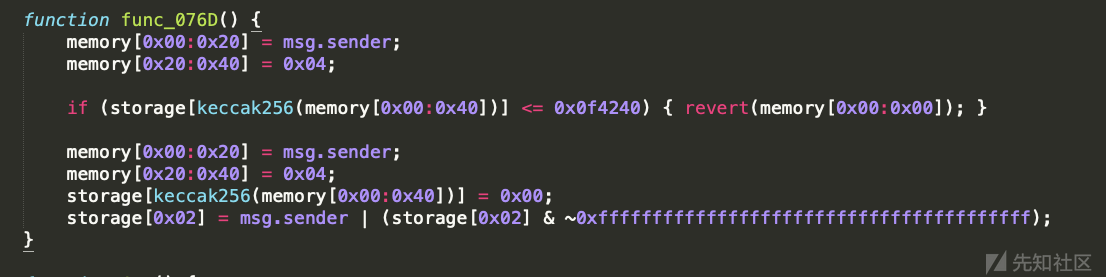 function func_076D() {
    memory[0x00:0x20] = msg.sender;
    memory[0x20:0x40] = 0x04;
    if (storage[keccak256(memory[0x00:0x40])] <= 0x0f4240) { revert(memory[0x00:0x00]); }
    memory[0x00:0x20] = msg.sender;
    memory[0x20:0x40] = 0x04;
    storage[keccak256(memory[0x00:0x40])] = 0x00;
    storage[0x02] = msg.sender | (storage[0x02] & ~0xffffffffffffffffffffffffffffffffffffffff);
}
先知社区